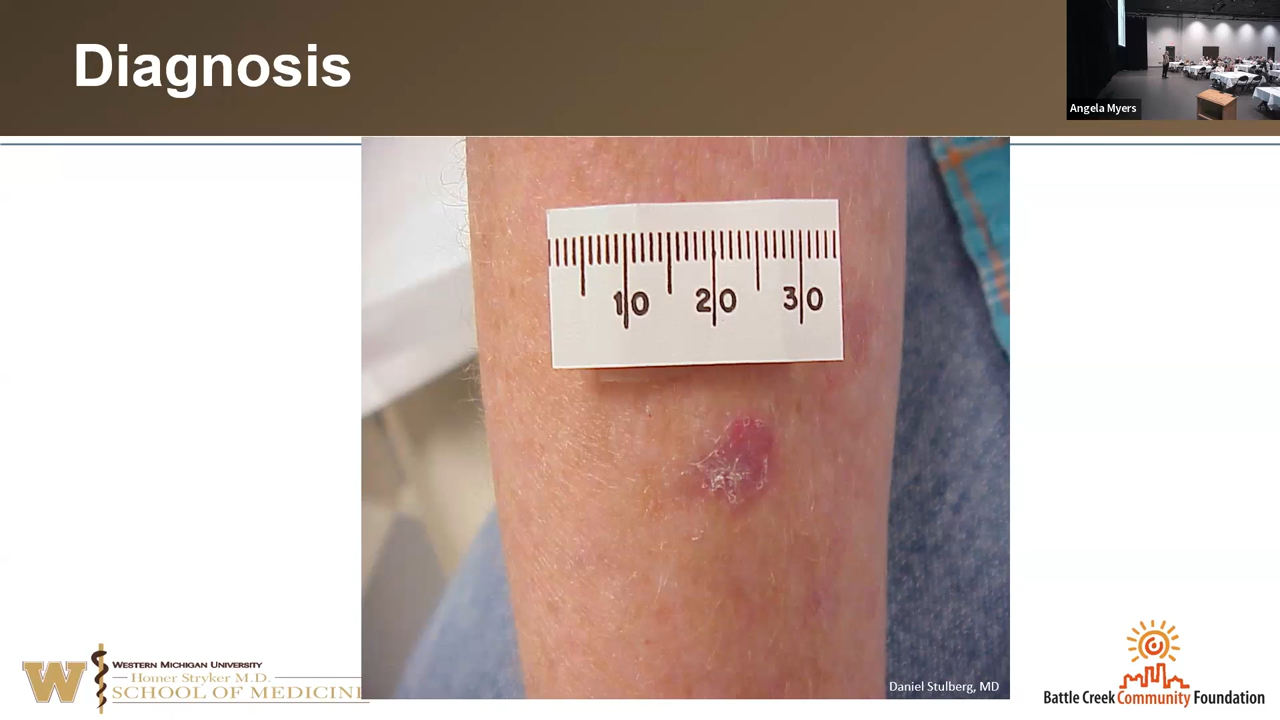 Diagnosis
Angela Myers
10 20 30
Daniel Stulberg, MD
W
WESTERN MICHIGAN UNIVERSITY
Homer Stryker M.D.
SCHOOL OF MEDICINE
Battle Creek Community Foundation